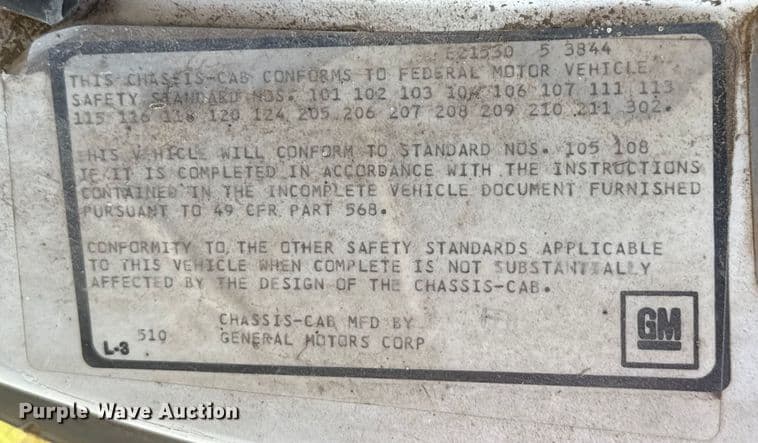 E21530 5 3844
THIS CHASSIS-CAB CONFORMS TO FEDERAL MOTOR VEHICLE
SAFETY STANDARD NOS. 101 102 103 104 106 107 111 113
115 116 118 120 124 205 206 207 208 209 210 211 302.
THIS VEHICLE WILL CONFORM TO STANDARD NOS. 105 108
IF IT IS COMPLETED IN ACCORDANCE WITH THE INSTRUCTIONS
CONTAINED IN THE INCOMPLETE VEHICLE DOCUMENT FURNISHED
PURSUANT TO 49 CFR PART 568.
CONFORMITY TO THE OTHER SAFETY STANDARDS APPLICABLE
TO THIS VEHICLE WHEN COMPLETE IS NOT SUBSTANTIALLY
AFFECTED BY THE DESIGN OF THE CHASSIS-CAB.
CHASSIS-CAB MFD BY
GENERAL MOTORS CORP
510
L-3
GM
Purple Wave Auction